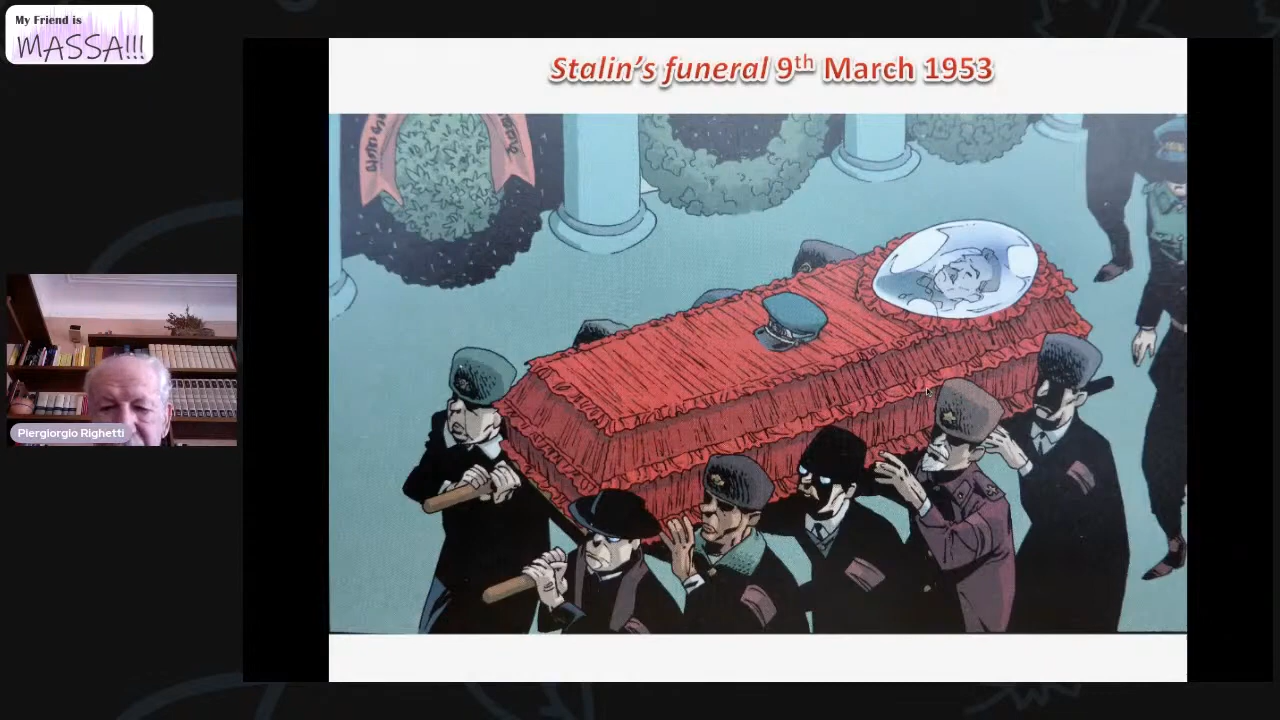 My Friend is
MASSA!!!
Stalin's funeral 9th March 1953
Piergiorgio Righetti